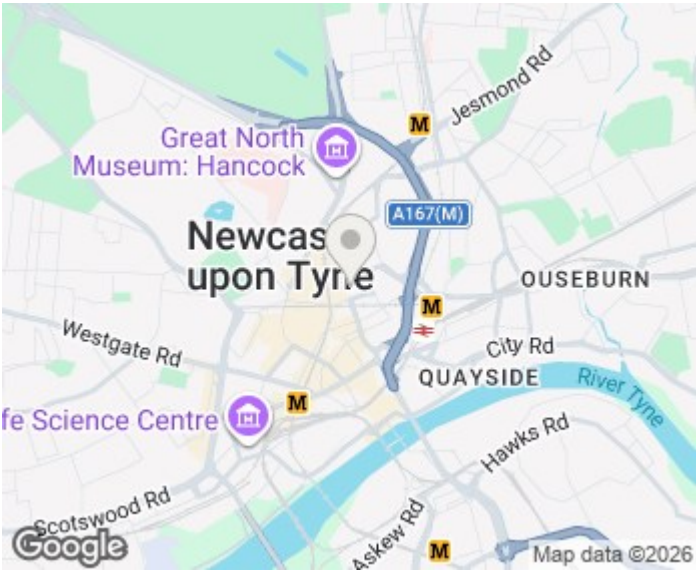 Jesmond Rd
M
Great North
Museum: Hancock
A167(M)
Newcas
upon Tyne
OUSEBURN
M
Westgate Rd
City Rd
QUAYSIDE
River Tyne
M
fe Science Centre
Hawks Rd
Scotswood Rd
Askew Rd
M
Google
Map data ©2026